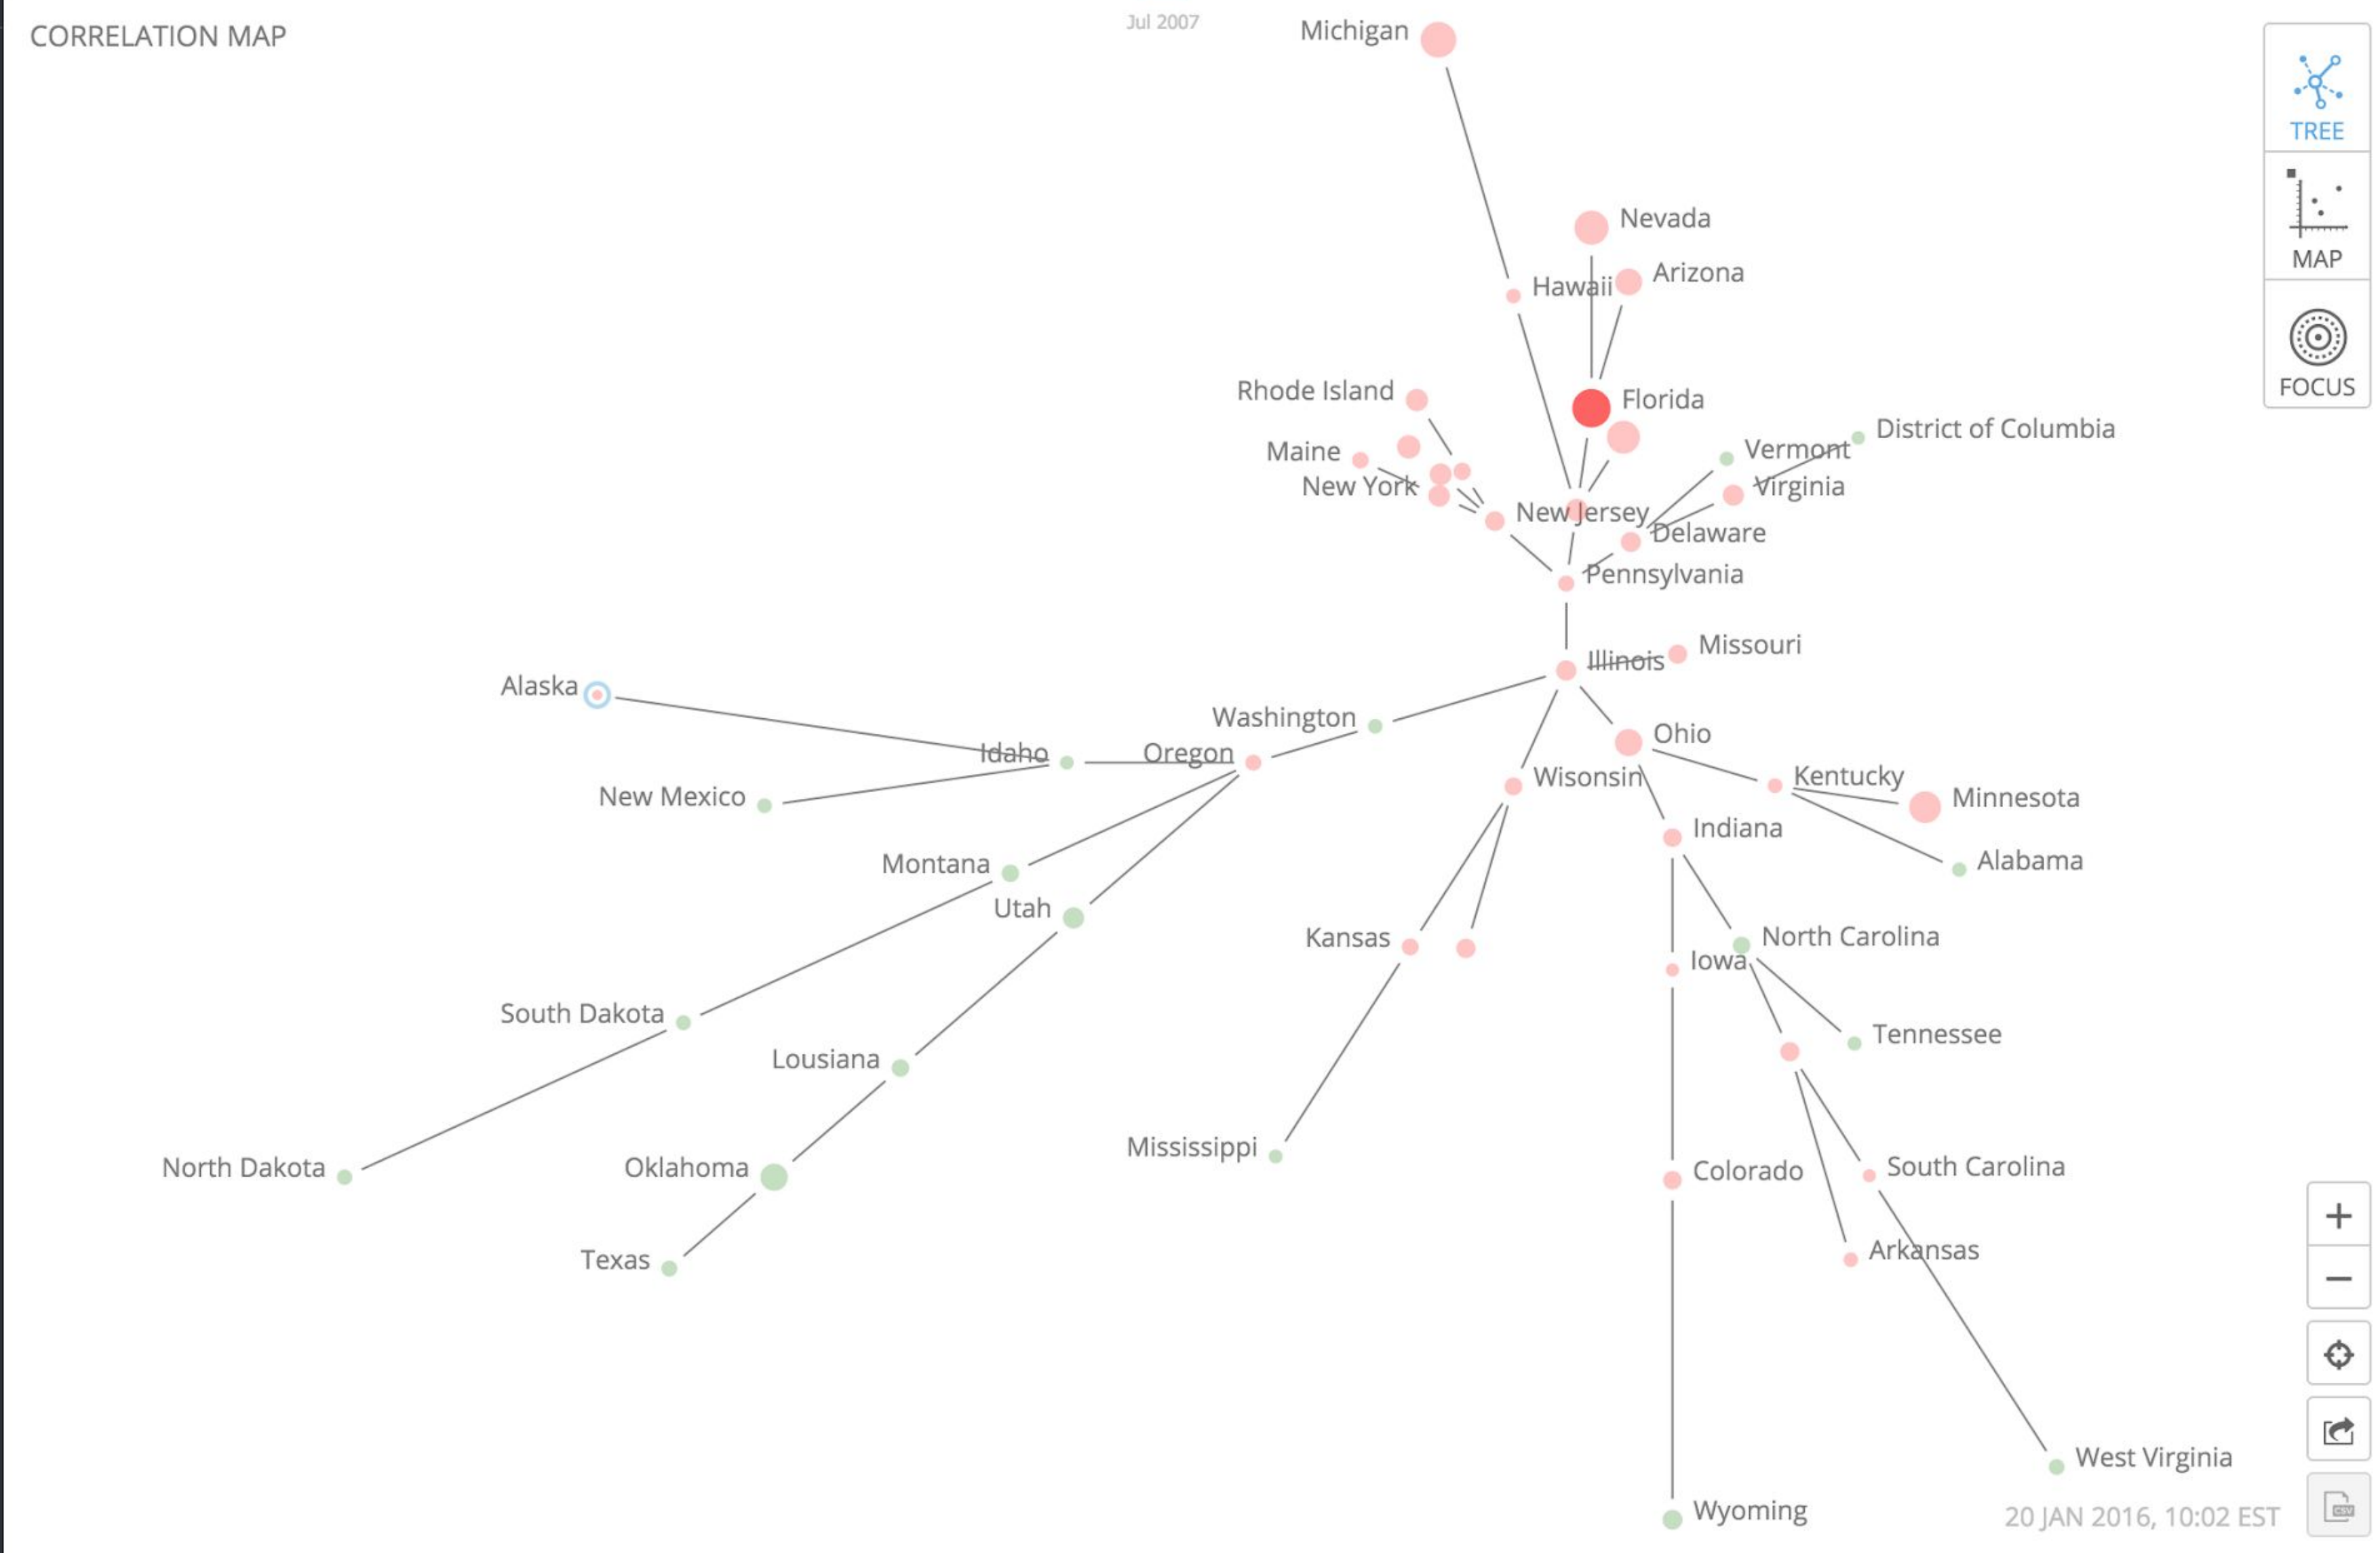 CORRELATION MAP
Jul 2007
Michigan
TREE
Nevada
MAP
Arizona
Hawaii
FOCUS
Rhode Island
Florida
District of Columbia
Maine
Vermont
New York
Virginia
New Jersey
Delaware
Pennsylvania
Missouri
Illinois
Alaska
Washington
Ohio
Idaho
Oregon
Wisonsin
Kentucky
New Mexico
Minnesota
Indiana
Montana
Alabama
Utah
Kansas
North Carolina
Iowa
South Dakota
Tennessee
Lousiana
Mississippi
North Dakota
Oklahoma
Colorado
South Carolina
Texas
Arkansas
West Virginia
Wyoming
20 JAN 2016, 10:02 EST
CSV